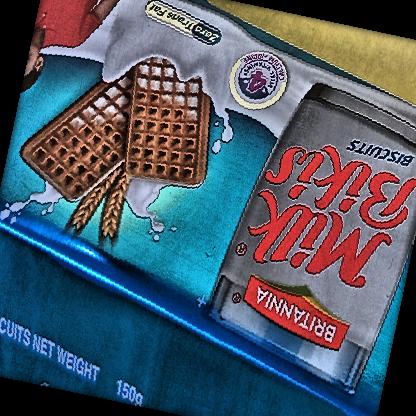 Zero Trans Fat
BRITANNIA
Milk
Bikis
BISCUITS
CUITS NET WEIGHT 150g